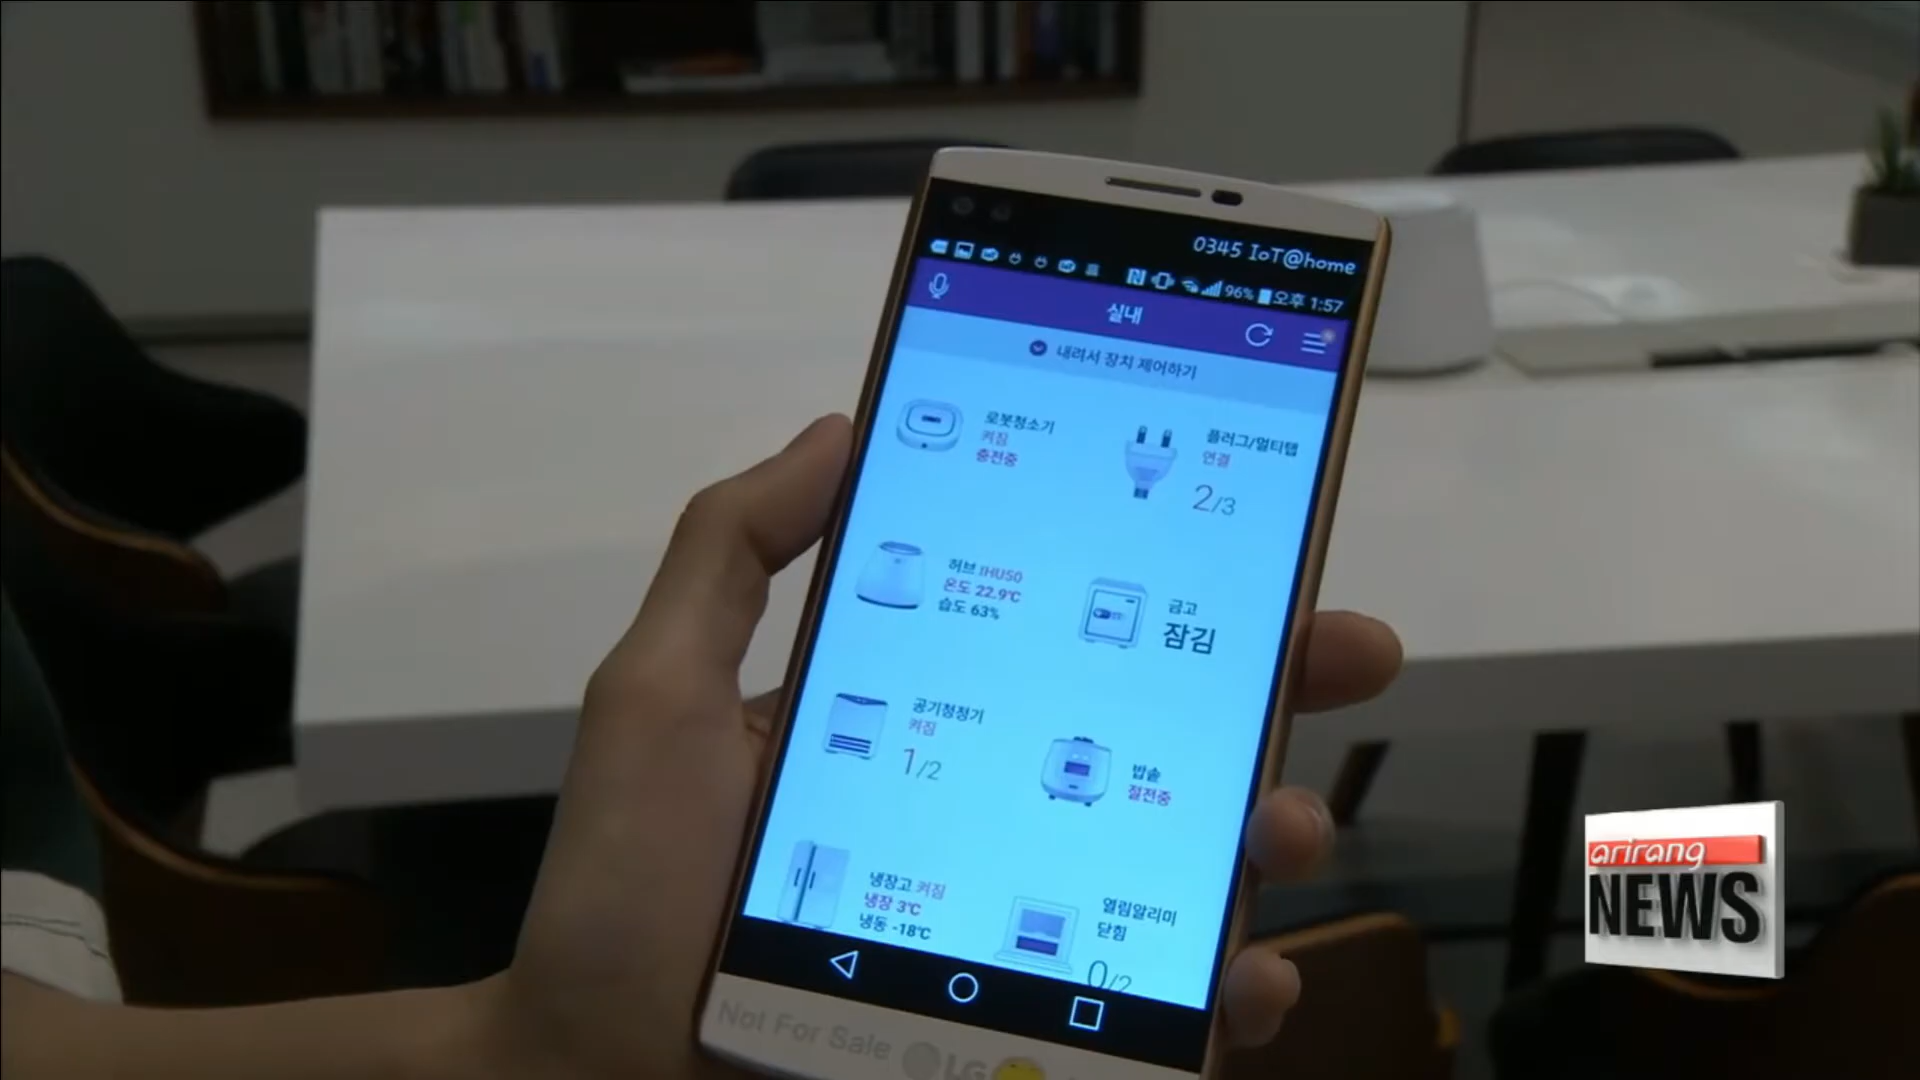 0345 IoT@home
96% 오후 1:57
실내
내려서 장치 제어하기
로봇청소기
켜짐
충전중
플러그/멀티탭
연결
2/3
허브 IHU50
온도 22.9℃
습도 63%
금고
잠김
공기청정기
켜짐
1/2
밥솥
절전중
냉장고 켜짐
냉장 3℃
냉동 -18℃
열림알리미
닫힘
0/2
Not For Sale
LG
arirang
NEWS